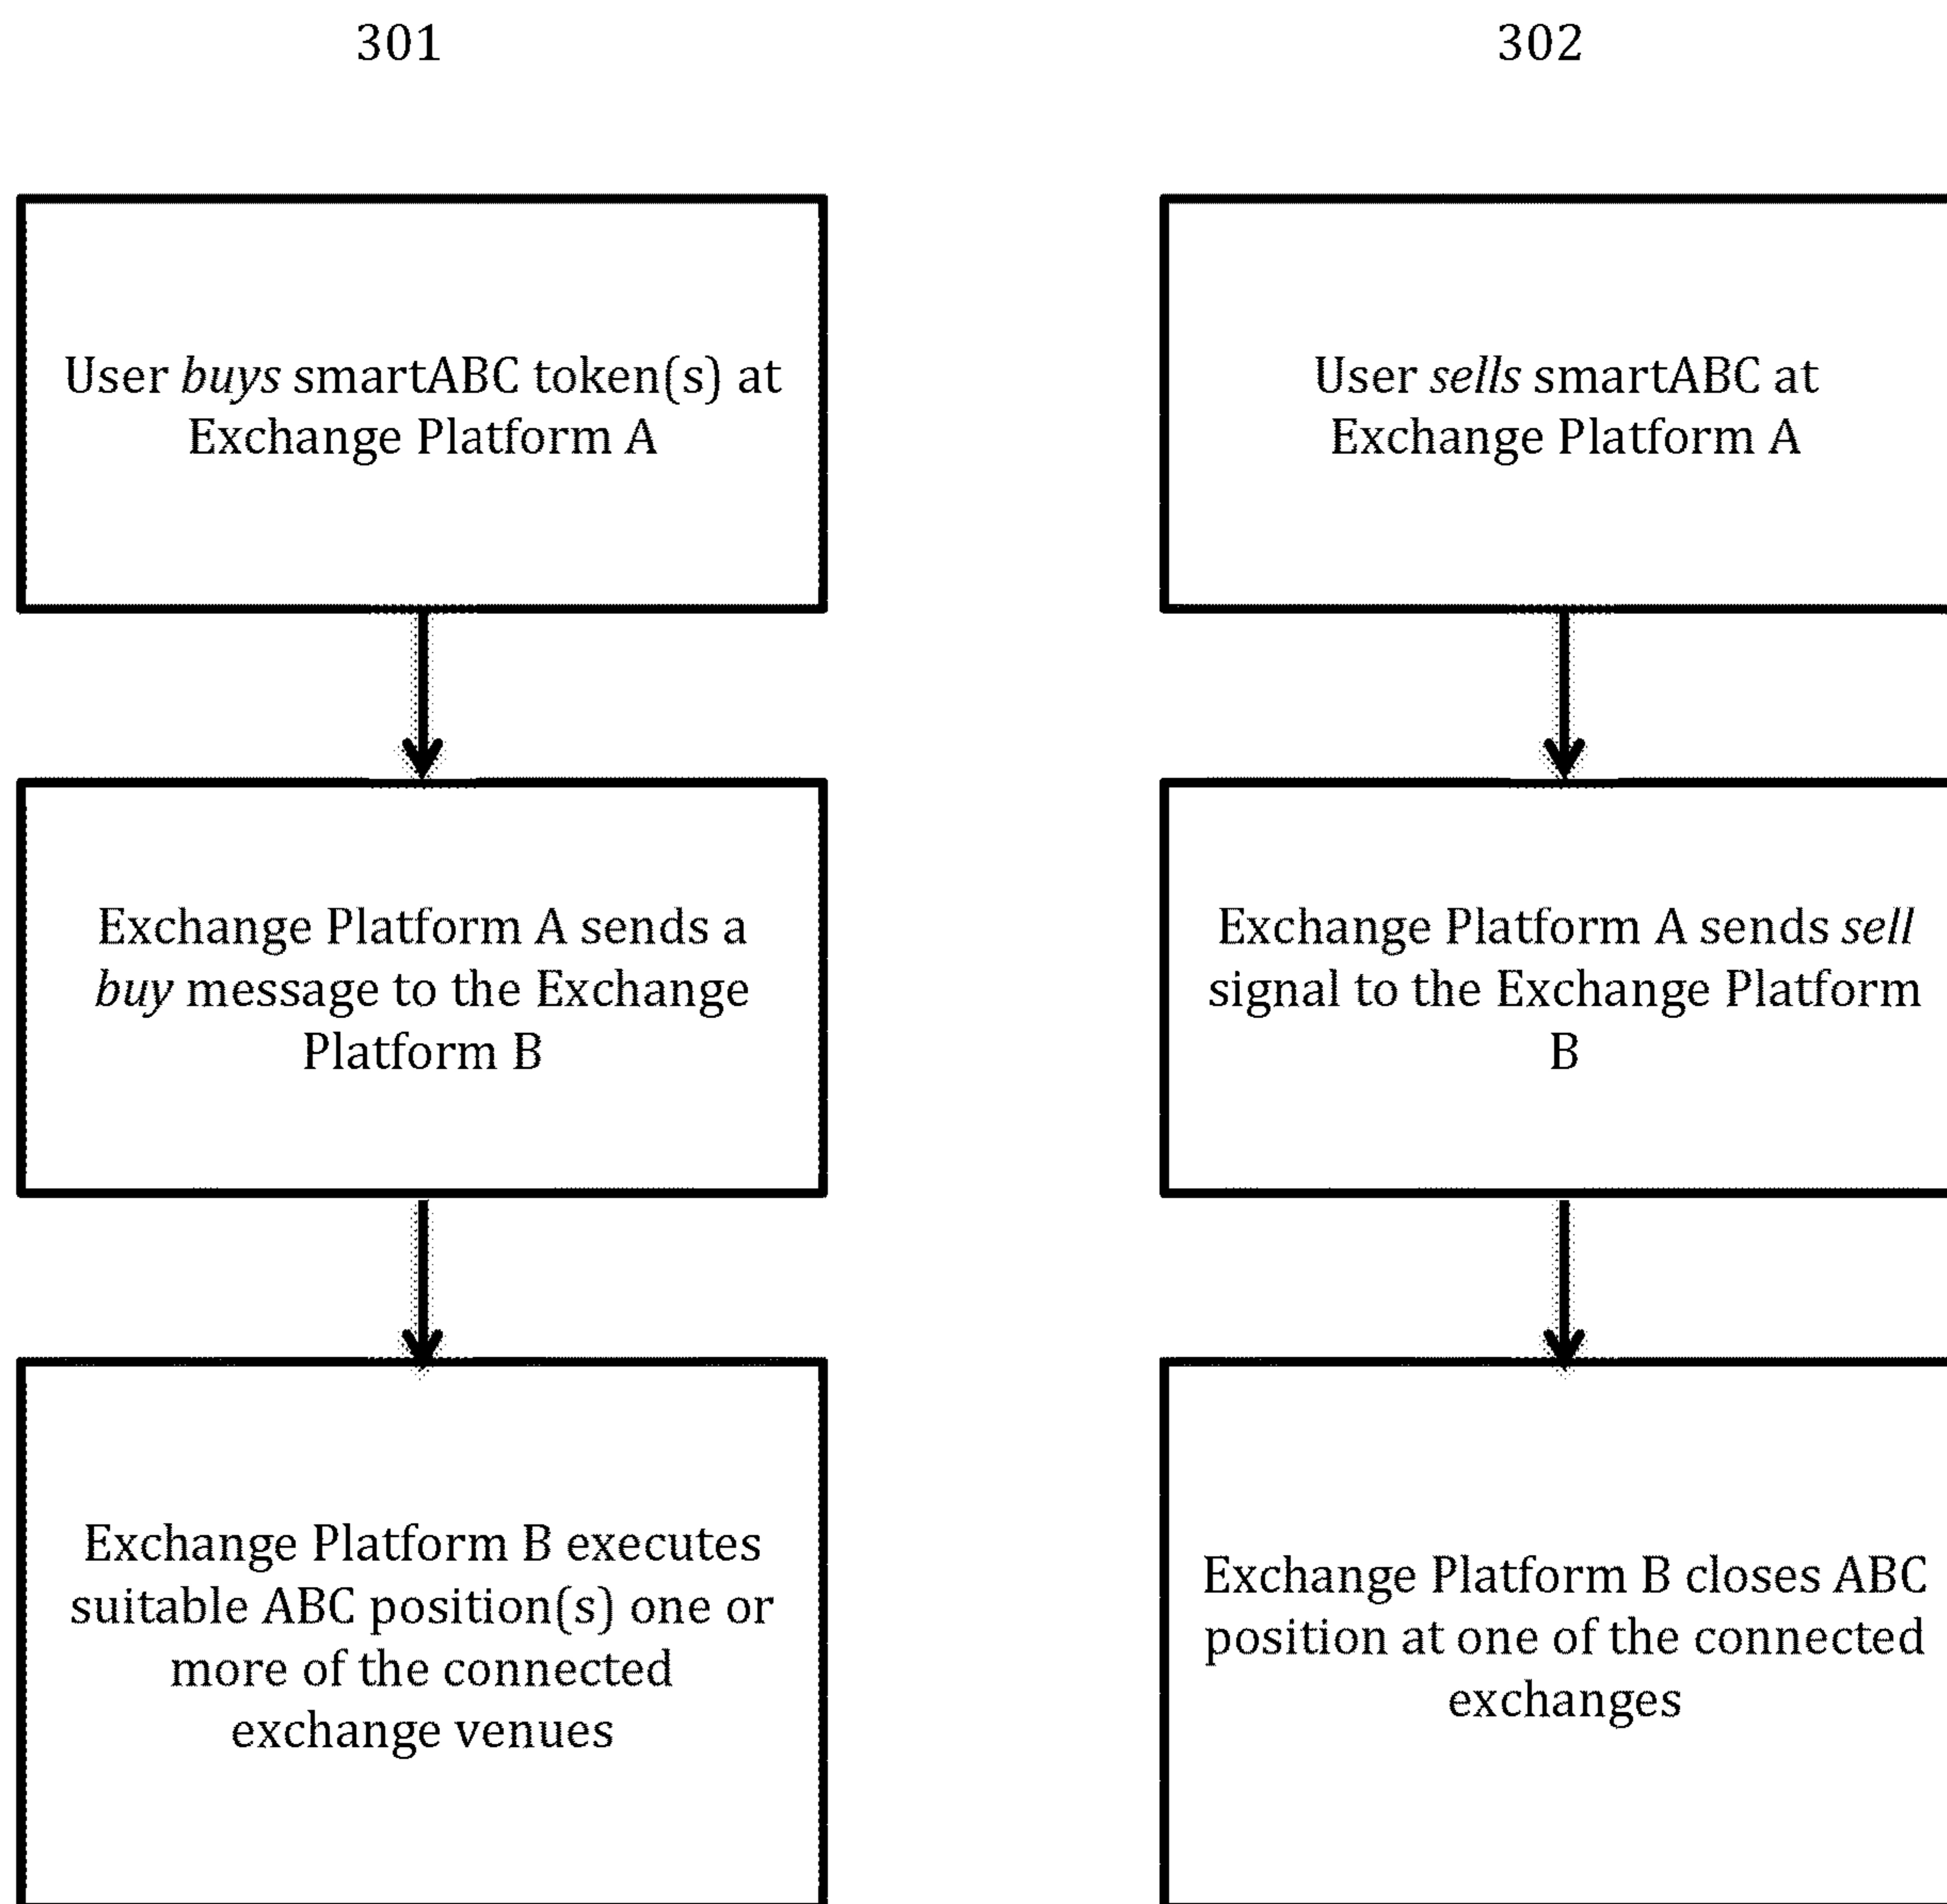 301
User buys smartABC token(s) at
Exchange Platform A
Exchange Platform A sends a
buy message to the Exchange
Platform B
Exchange Platform B executes
suitable ABC position(s) one or
more of the connected
exchange venues
302
User sells smartABC at
Exchange Platform A
Exchange Platform A sends sell
signal to the Exchange Platform
B
Exchange Platform B closes ABC
position at one of the connected
exchanges